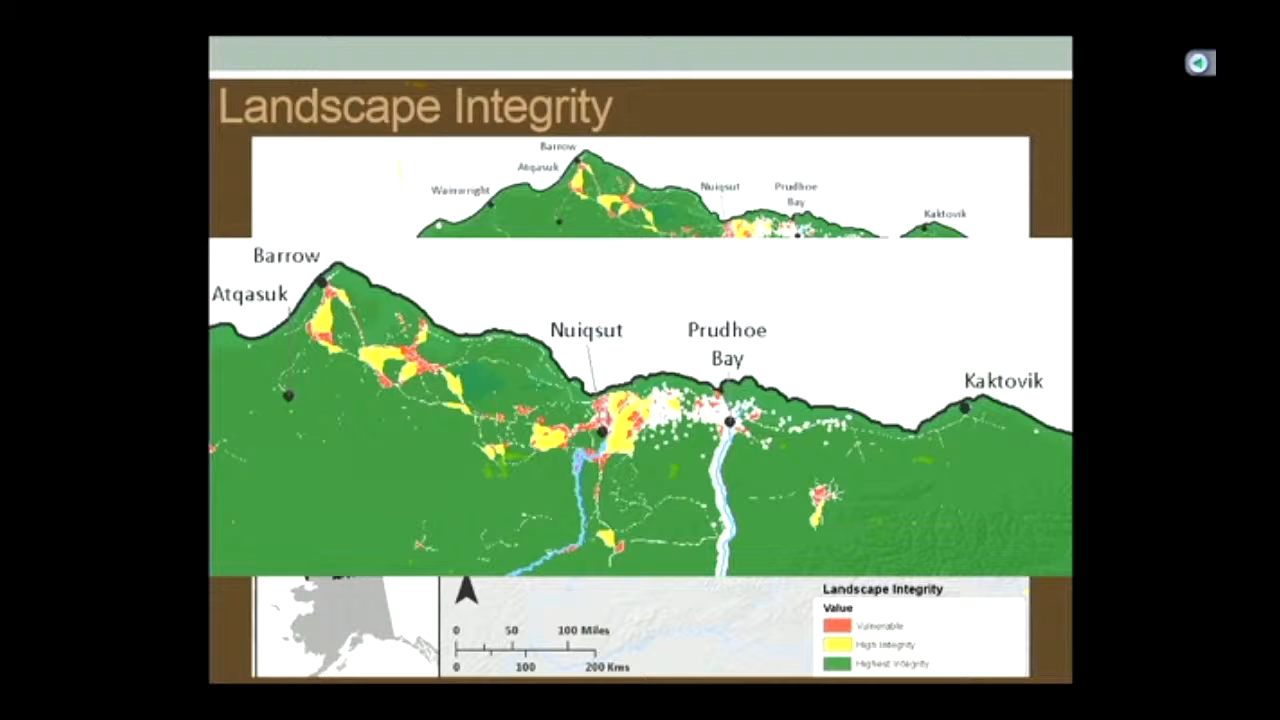 Landscape Integrity
Barrow
Atqasuk
Wainwright
Nuiqsut
Prudhoe
Bay
Kaktovik
Barrow
Atqasuk
Nuiqsut
Prudhoe
Bay
Kaktovik
Landscape Integrity
Value
Vulnerable
High Integrity
Highest Integrity
0 50 100 Miles
0 100 200 Kms